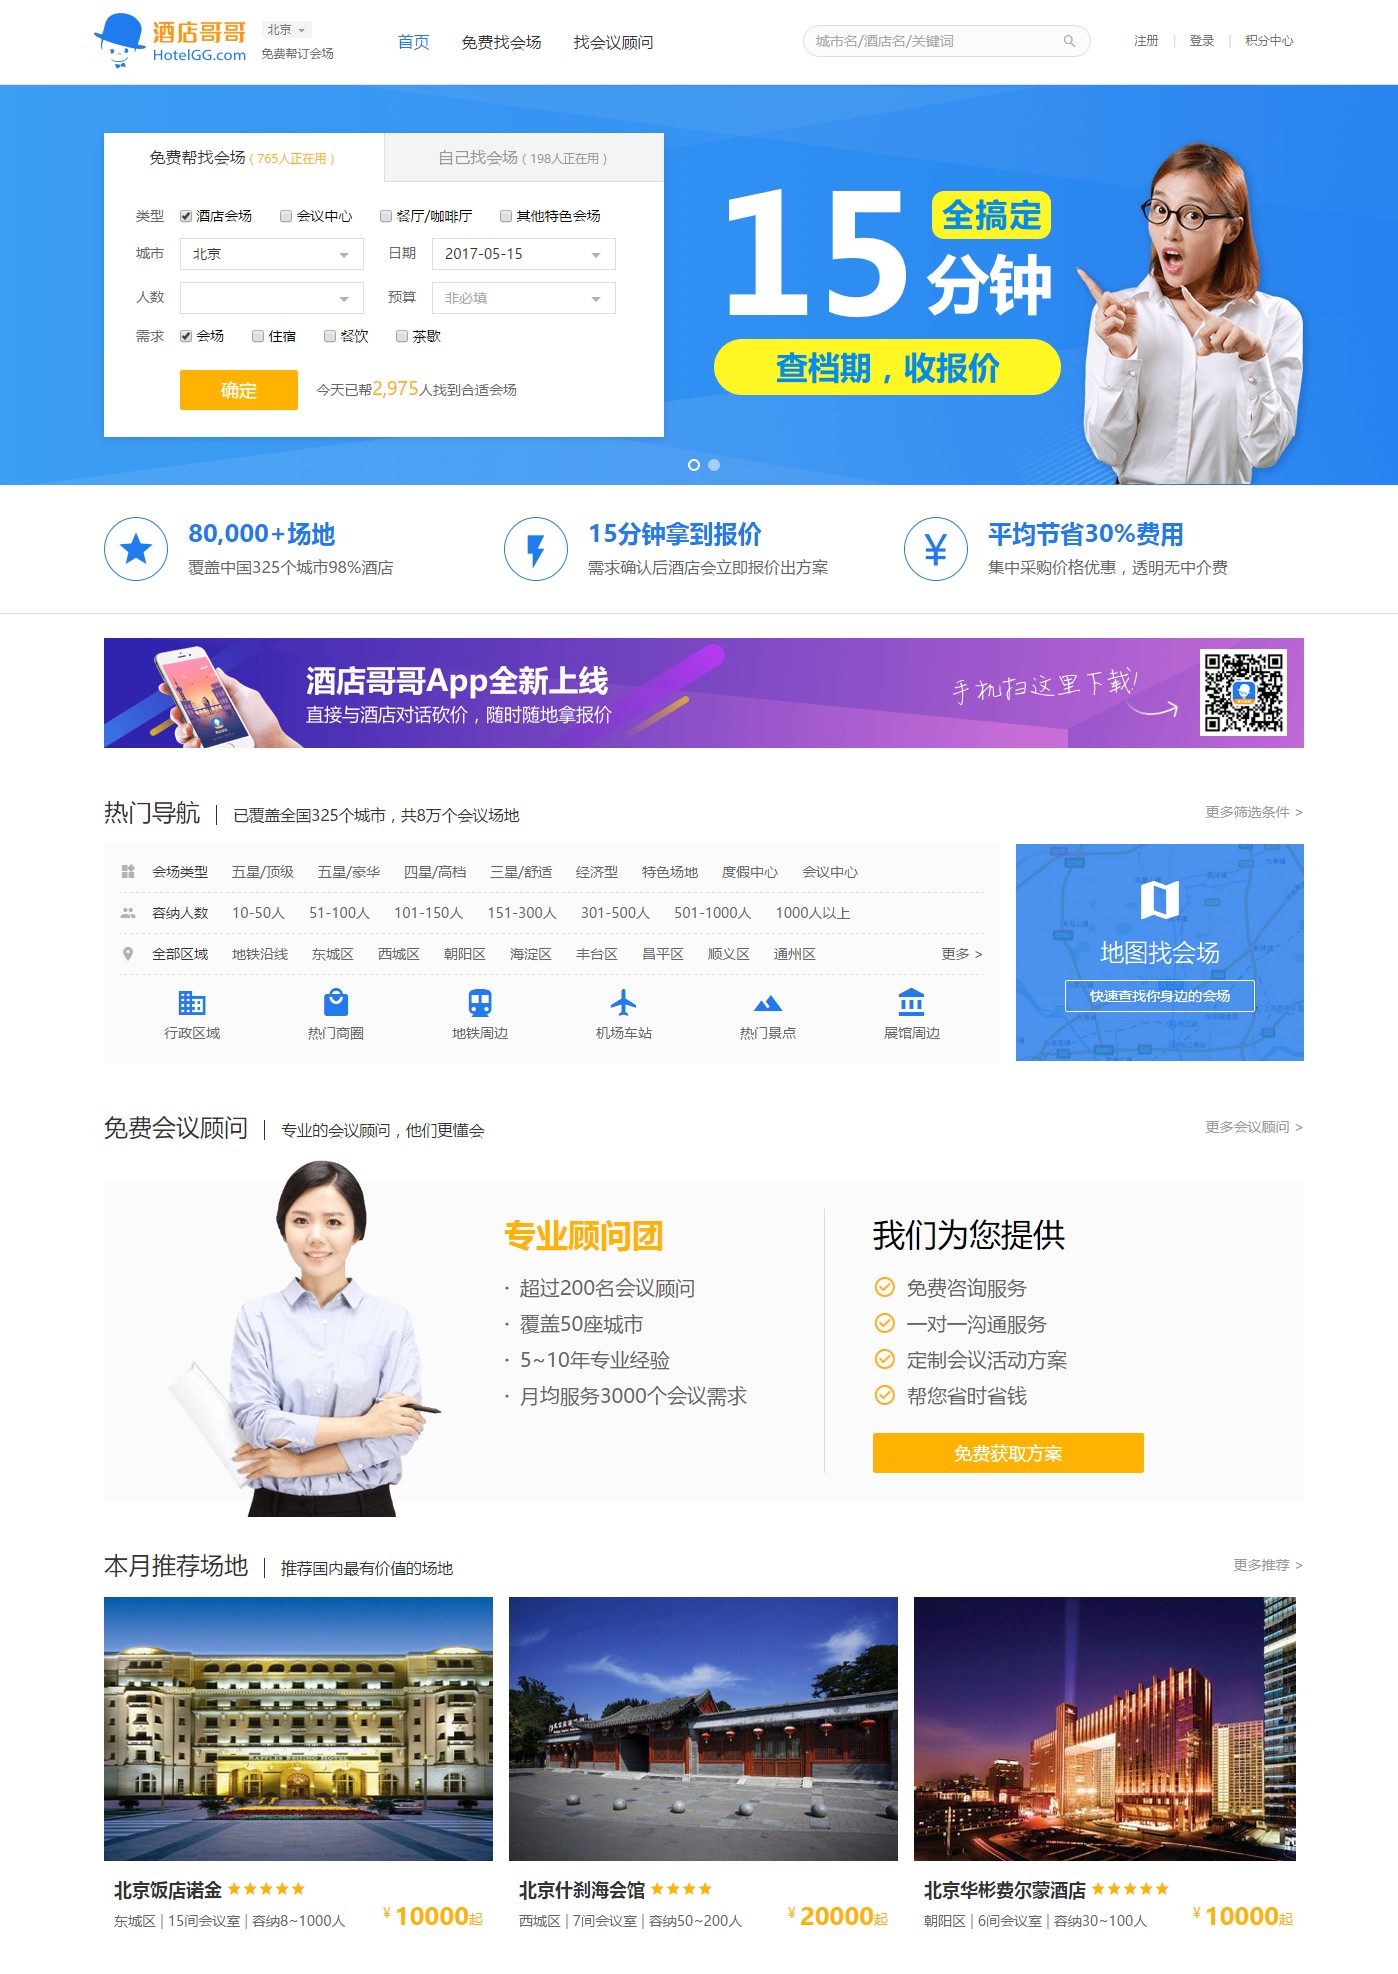 酒店哥哥
HotelGG.com
北京
免费帮订会场
首页 免费找会场 找会议顾问
城市名/酒店名/关键词
注册 | 登录 | 积分中心
免费帮找会场 ( 765人正在用 )
自己找会场 ( 198人正在用 )
类型 酒店会场 会议中心 餐厅/咖啡厅 其他特色会场
城市 北京 日期 2017-05-15
人数 预算 非必填
需求 会场 住宿 餐饮 茶歇
确定 今天已帮2,975人找到合适会场
15分钟 全搞定
查档期，收报价
80,000+场地
覆盖中国325个城市98%酒店
15分钟拿到报价
需求确认后酒店会立即报价出方案
¥
平均节省30%费用
集中采购价格优惠，透明无中介费
酒店哥哥App全新上线
直接与酒店对话砍价，随时随地拿报价
手机扫这里下载!
热门导航 | 已覆盖全国325个城市，共8万个会议场地
更多筛选条件 >
会场类型 五星/顶级 五星/豪华 四星/高档 三星/舒适 经济型 特色场地 度假中心 会议中心
容纳人数 10-50人 51-100人 101-150人 151-300人 301-500人 501-1000人 1000人以上
全部区域 地铁沿线 东城区 西城区 朝阳区 海淀区 丰台区 昌平区 顺义区 通州区 更多 >
行政区域 热门商圈 地铁周边 机场车站 热门景点 展馆周边
地图找会场
快速查找你身边的会场
免费会议顾问 | 专业的会议顾问，他们更懂会
更多会议顾问 >
专业顾问团
· 超过200名会议顾问
· 覆盖50座城市
· 5~10年专业经验
· 月均服务3000个会议需求
我们为您提供
免费咨询服务
一对一沟通服务
定制会议活动方案
帮您省时省钱
免费获取方案
本月推荐场地 | 推荐国内最有价值的场地
更多推荐 >
RAFFLES BEIJING HOTEL
北京饭店诺金
东城区 | 15间会议室 | 容纳8~1000人
¥ 10000起
北京什刹海会馆
西城区 | 7间会议室 | 容纳50~200人
¥ 20000起
北京华彬费尔蒙酒店
朝阳区 | 6间会议室 | 容纳30~100人
¥ 10000起